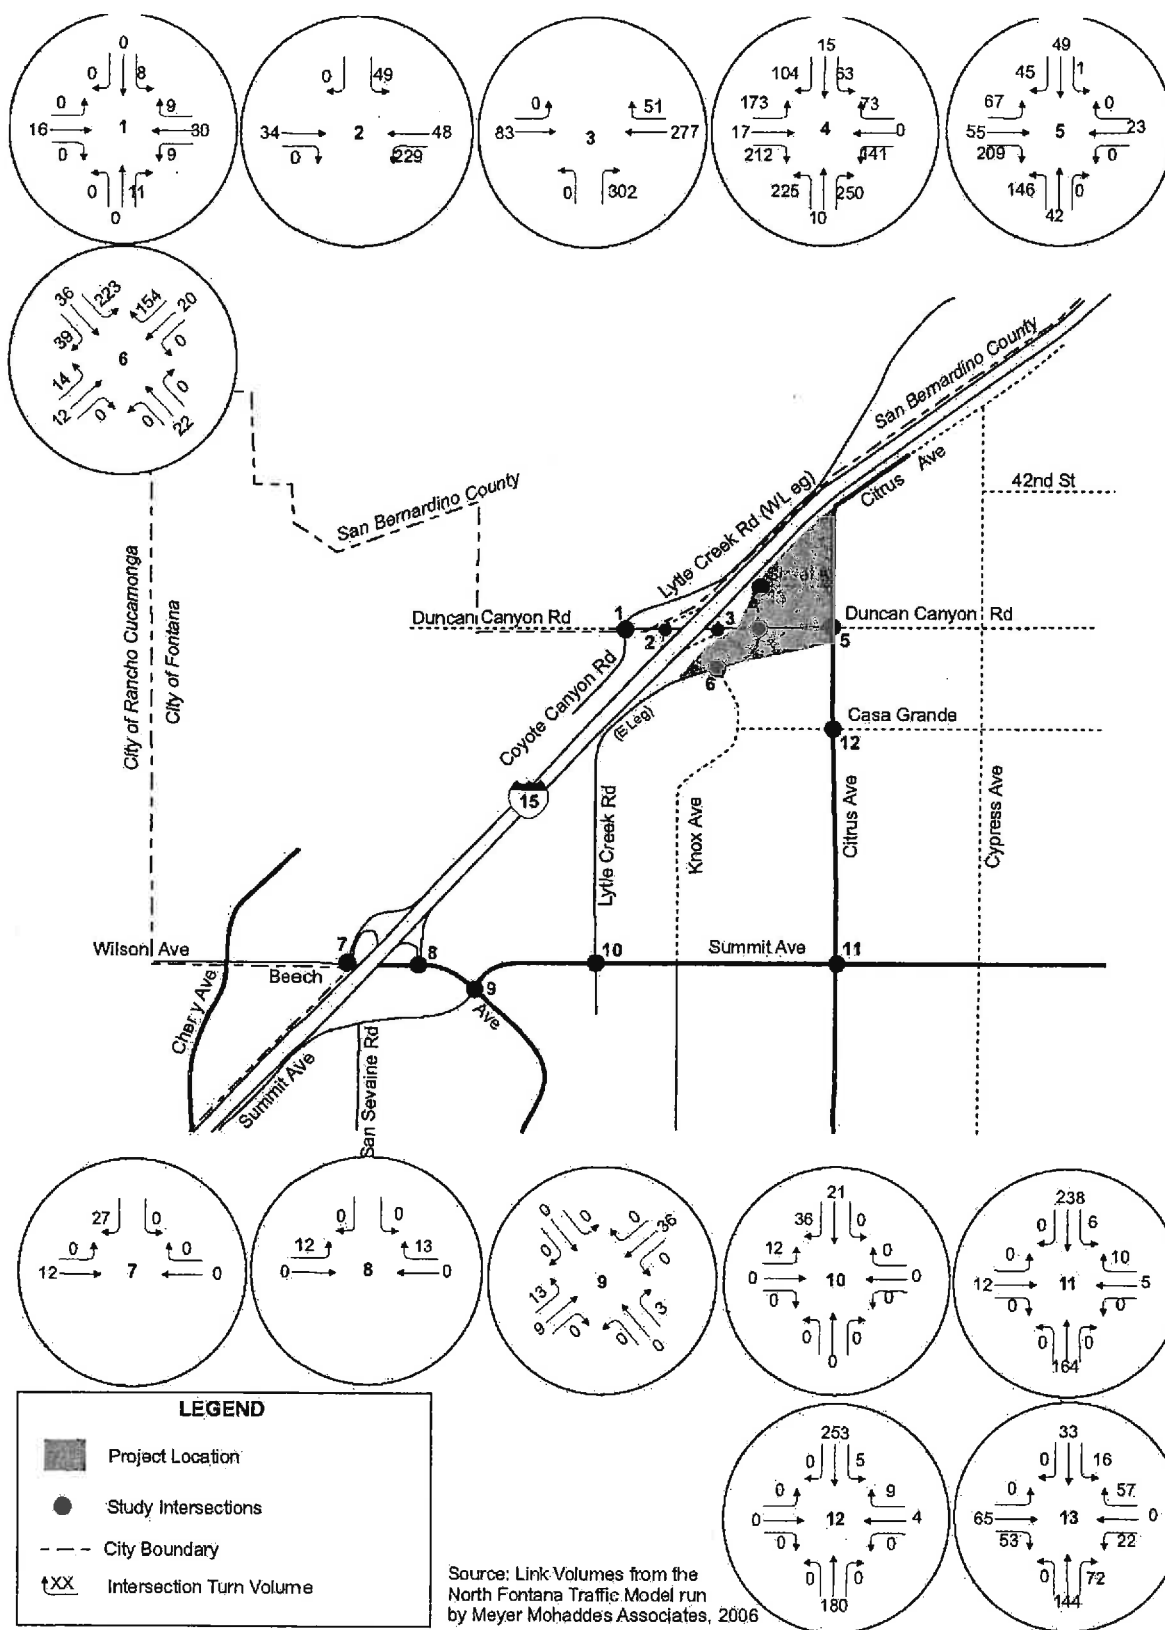 0
0 8
0 9
16 1 30
0 9
0 11
0
0 49
34 2 48
0 229
0 51
83 3 277
0 302
15
104 63
173 73
17 4 0
212 141
225 250
10
49
45 1
67 0
55 5 23
209 0
146 0
42
36 223 154 20
39 0
6
14 0
12 0 0 22
San Bernardino County
42nd St
Citrus Ave
San Bernardino County
Lytle Creek Rd (WL eg)
City of Rancho Cucamonga
City of Fontana
Duncan Canyon Rd
1
2
3
Duncan Canyon Rd
5
6
Coyote Canyon Rd
(E Leg)
Casa Grande
12
15
Lytle Creek Rd
Knox Ave
Citrus Ave
Cypress Ave
Wilson Ave
7
8
10
Summit Ave
11
Beech
9
Ave
Cherry Ave
Summit Ave
San Sevaine Rd
27 0
0 0
12 7 0
0 0
12 13
0 8 0
0 0 0 36
0 0
9
13 3
9 0 0 0
21
36 0
12 0
0 10 0
0 0
0 0
0
238
0 6
0 10
12 11 5
0 0
0 0
164
LEGEND
Project Location
Study Intersections
City Boundary
XX Intersection Turn Volume
Source: Link Volumes from the
North Fontana Traffic Model run
by Meyer Mohaddes Associates, 2006
253
0 5
0 9
0 12 4
0 0
0 0
180
33
0 16
0 57
65 13 0
53 22
0 72
144